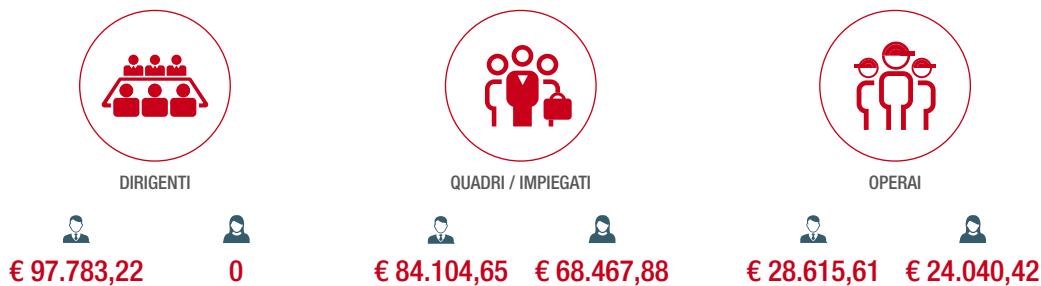 DIRIGENTI
QUADRI / IMPIEGATI
OPERAI
€ 97.783,22
0
€ 84.104,65
€ 68.467,88
€ 28.615,61
€ 24.040,42